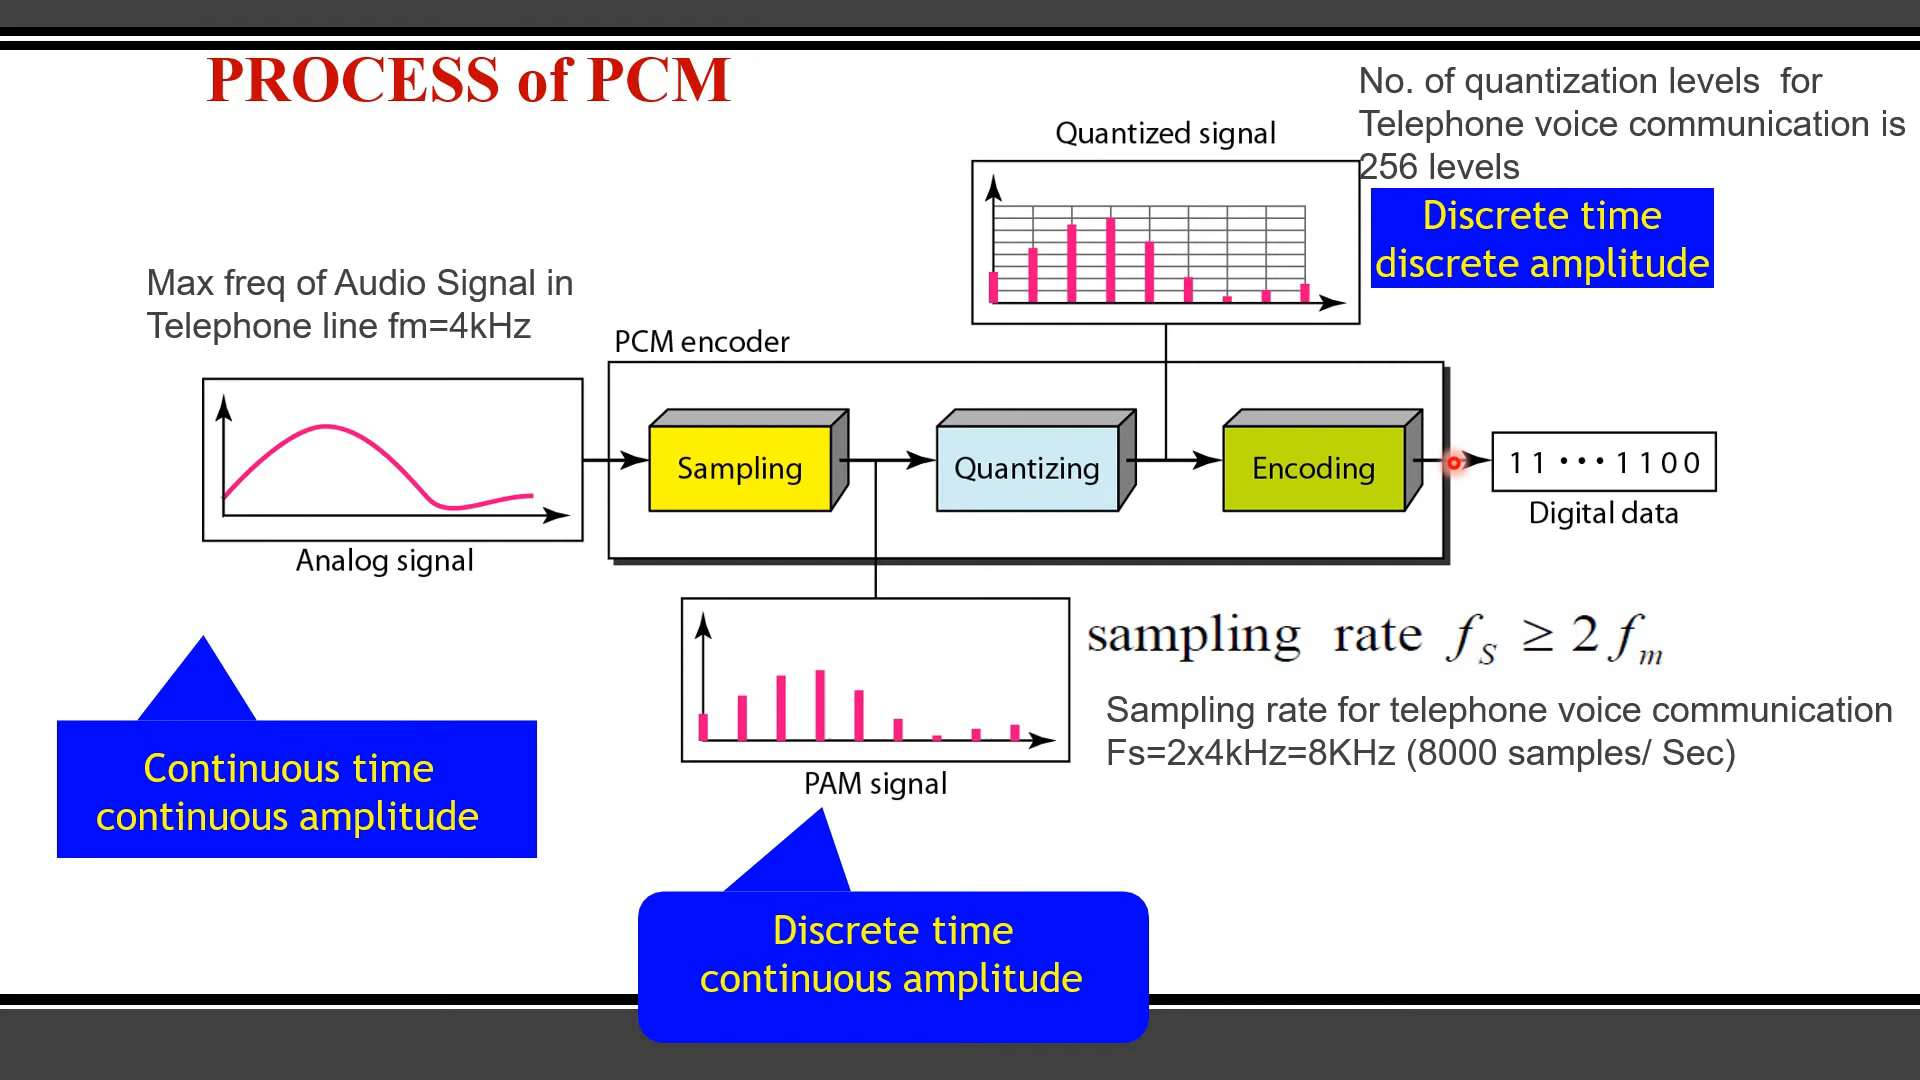 PROCESS of PCM
No. of quantization levels for
Telephone voice communication is
256 levels
Quantized signal
Discrete time
discrete amplitude
Max freq of Audio Signal in
Telephone line fm=4kHz
PCM encoder
Sampling
Quantizing
Encoding
1 1 • • • 1 1 0 0
Digital data
Analog signal
sampling rate f_S ≥ 2 f_m
Sampling rate for telephone voice communication
Fs=2x4kHz=8KHz (8000 samples/ Sec)
PAM signal
Continuous time
continuous amplitude
Discrete time
continuous amplitude